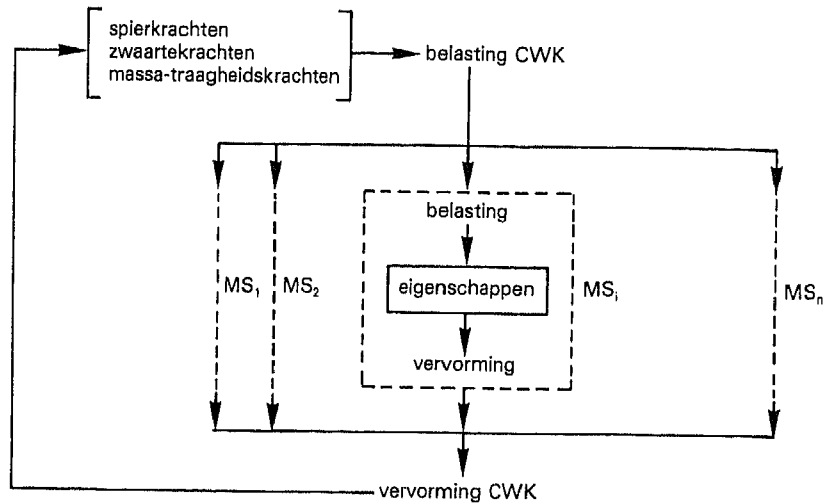 spierkrachten
zwaartekrachten
massa-traagheidskrachten
belasting CWK
belasting
MS₁
MS₂
eigenschappen
MSᵢ
MSₙ
vervorming
vervorming CWK